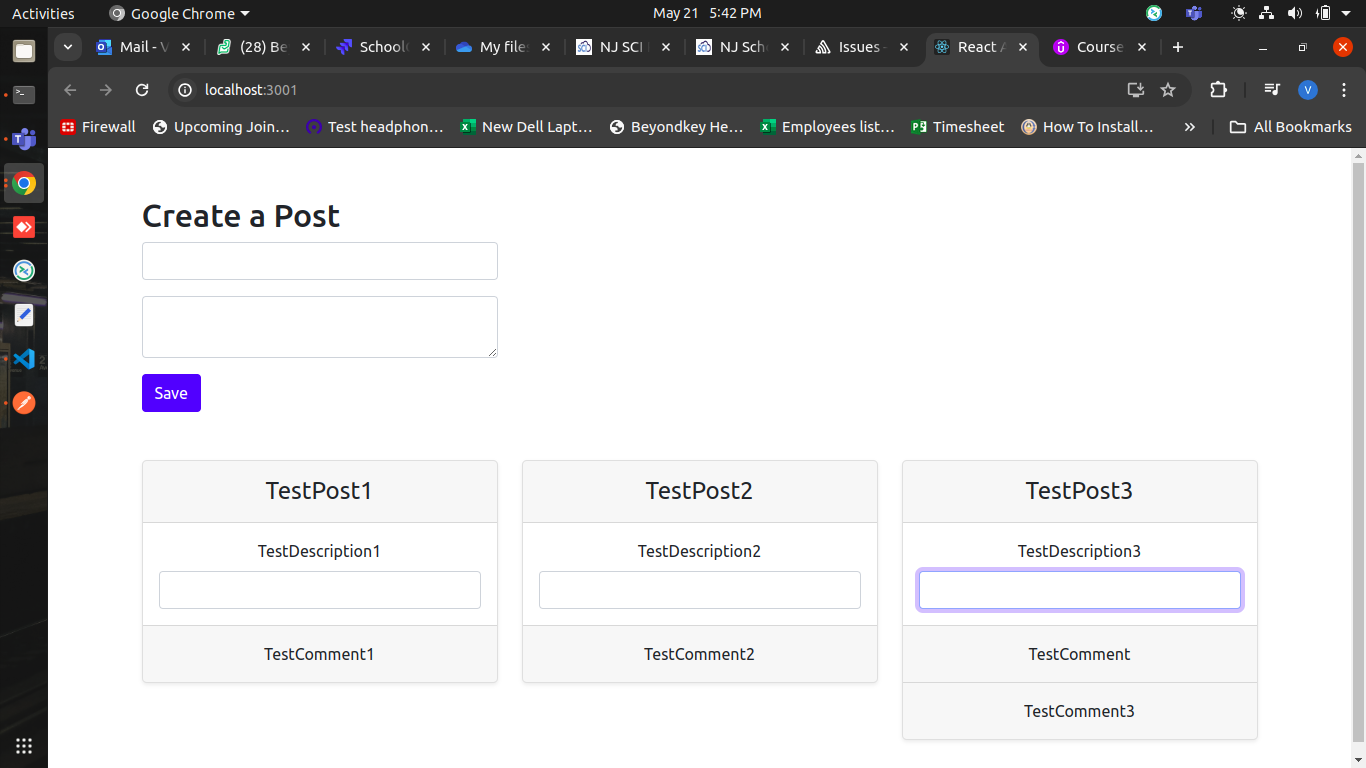 Activities Google Chrome May 21 5:42 PM
Mail - V (28) Be School My file NJ SCI NJ Sch Issues - React A Course
localhost:3001 V
Firewall Upcoming Join... Test headphon... New Dell Lapt... Beyondkey He... Employees list... Timesheet How To Install... » All Bookmarks
Create a Post
Save
TestPost1 TestPost2 TestPost3
TestDescription1 TestDescription2 TestDescription3
TestComment1 TestComment2 TestComment
TestComment3